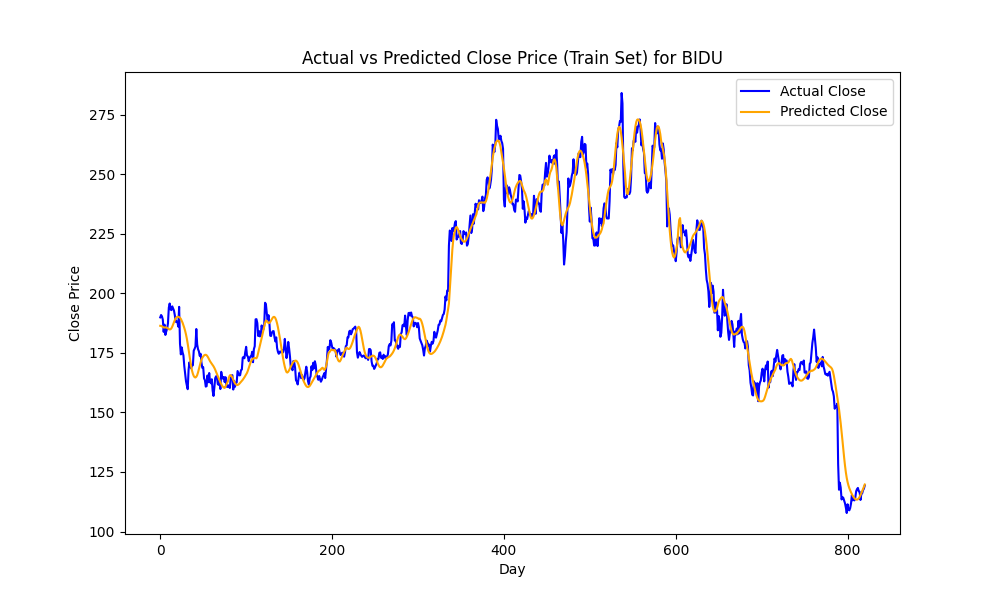 Actual vs Predicted Close Price (Train Set) for BIDU
Actual Close
Predicted Close
Close Price
275
250
225
200
175
150
125
100
0 200 400 600 800
Day